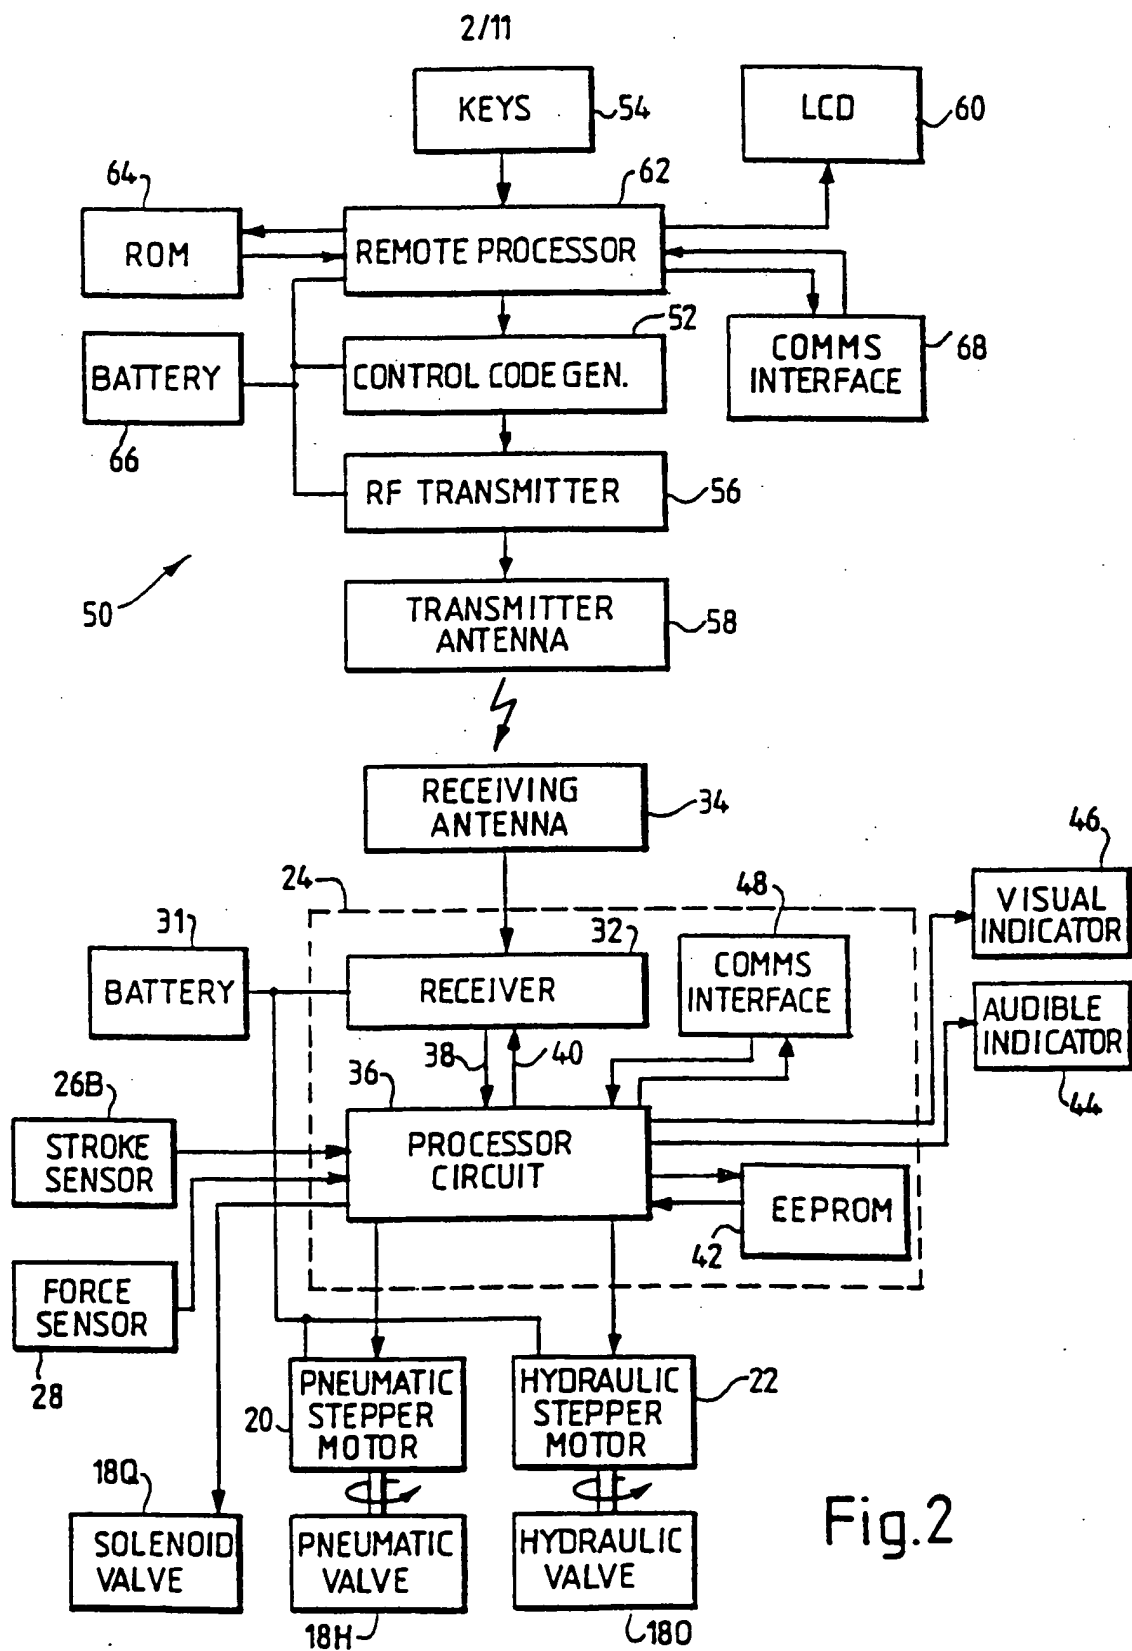 2/11
KEYS
54
LCD
60
64
62
ROM
REMOTE PROCESSOR
52
BATTERY
66
CONTROL CODE GEN.
COMMS
INTERFACE
68
RF TRANSMITTER
56
50
TRANSMITTER
ANTENNA
58
RECEIVING
ANTENNA
34
46
VISUAL
INDICATOR
24
48
31
32
BATTERY
RECEIVER
COMMS
INTERFACE
AUDIBLE
INDICATOR
44
38
40
36
26B
STROKE
SENSOR
PROCESSOR
CIRCUIT
EEPROM
42
FORCE
SENSOR
28
PNEUMATIC
STEPPER
MOTOR
20
HYDRAULIC
STEPPER
MOTOR
22
18Q
SOLENOID
VALVE
PNEUMATIC
VALVE
18H
HYDRAULIC
VALVE
180
Fig.2